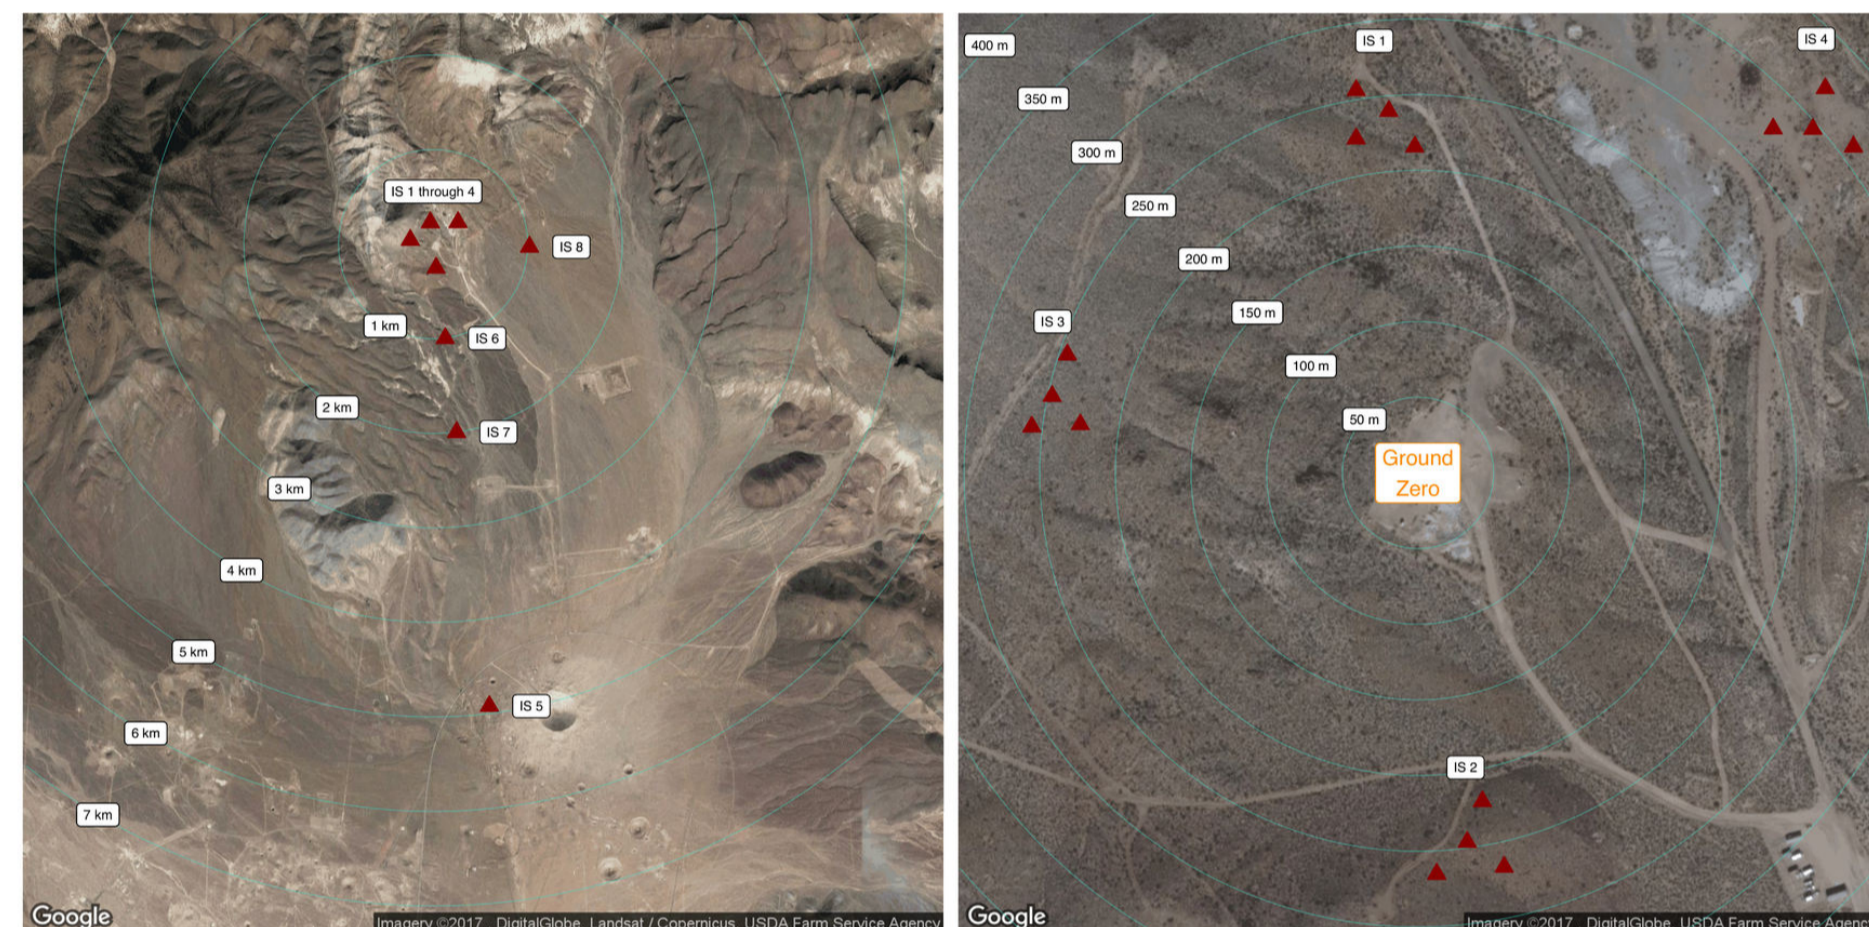 IS 1 through 4
IS 8
1 km
IS 6
2 km
IS 7
3 km
4 km
5 km
IS 5
6 km
7 km
Google
Imagery ©2017 , DigitalGlobe, Landsat / Copernicus, USDA Farm Service Agency
400 m
IS 1
IS 4
350 m
300 m
250 m
200 m
150 m
IS 3
100 m
50 m
Ground
Zero
IS 2
Google
Imagery ©2017 , DigitalGlobe, USDA Farm Service Agenc